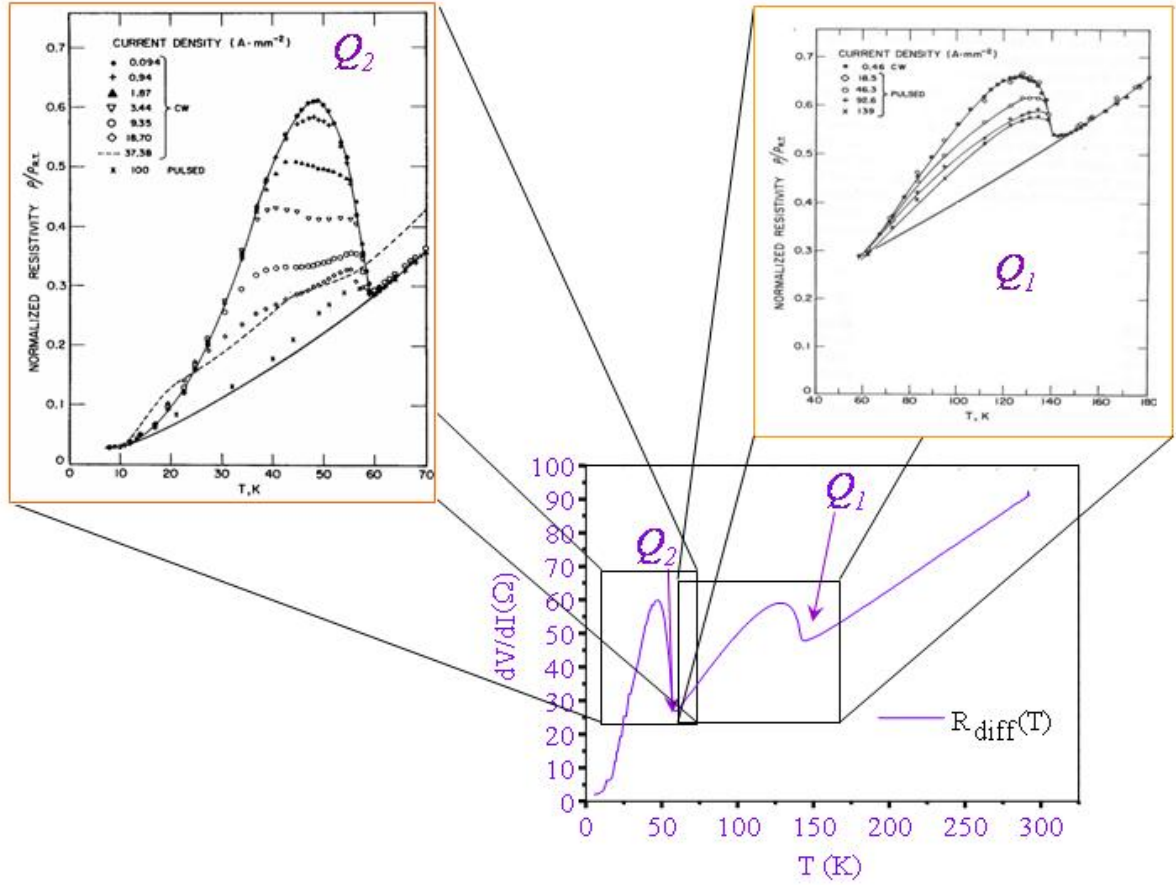 CURRENT DENSITY (A-mm⁻²)
0.094
0.94
1.87
3.44 CW
9.35
18.70
37.38
100 PULSED
Q₂
0.7
0.6
0.5
0.4
0.3
0.2
0.1
0
NORMALIZED RESISTIVITY ρ/ρR.T.
0 10 20 30 40 50 60 70
T, K
CURRENT DENSITY (A-mm⁻²)
0.46 CW
18.5
46.3 PULSED
92.6
139
Q₁
0.7
0.6
0.5
0.4
0.3
0.2
0.1
0
NORMALIZED RESISTIVITY ρ/ρR.T.
40 60 80 100 120 140 160 180
T, K
100
90
80
70
60
50
40
30
20
10
0
dV/dI(Ω)
Q₂
Q₁
R diff(T)
0 50 100 150 200 250 300
T (K)